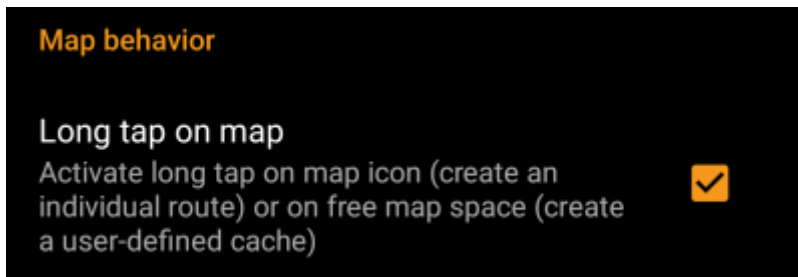 Map behavior
Long tap on map
Activate long tap on map icon (create an
individual route) or on free map space (create
a user-defined cache)